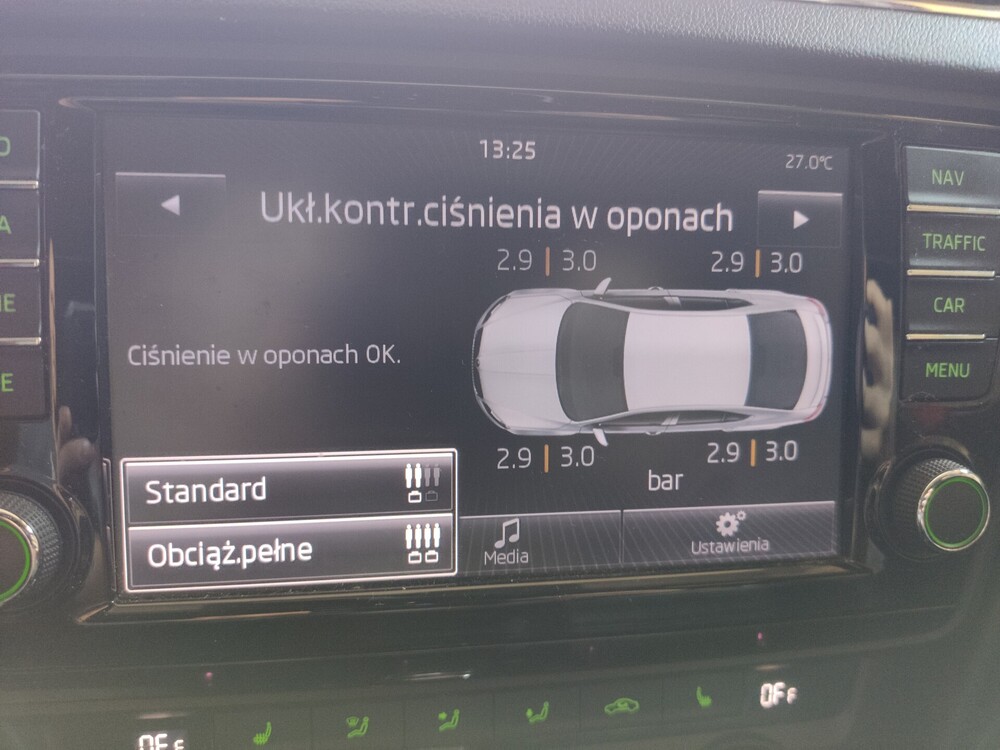 13:25
27.0°C
Ukł.kontr.ciśnienia w oponach
2.9 | 3.0
2.9 | 3.0
Ciśnienie w oponach OK.
2.9 | 3.0
2.9 | 3.0
bar
Standard
Obciąż.pełne
Media
Ustawienia
NAV
TRAFFIC
CAR
MENU
OFF
OFF